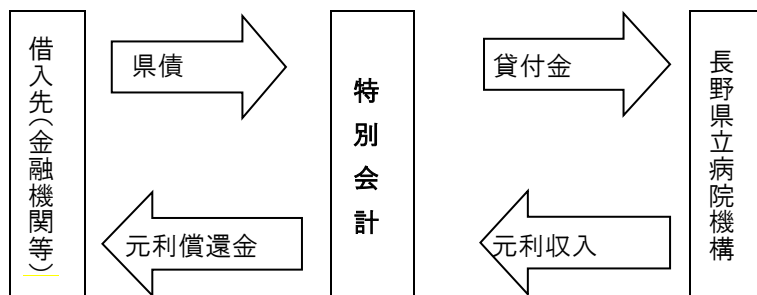 借入先(金融機関等)
県債
元利償還金
特別会計
貸付金
元利収入
長野県立病院機構